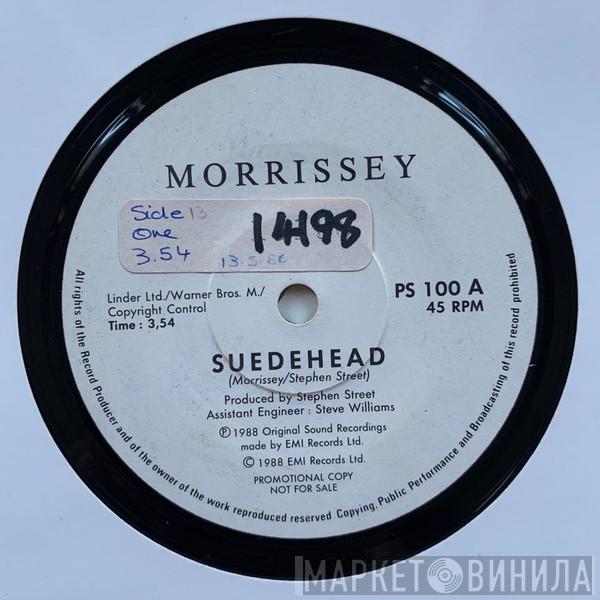 MORRISSEY
Side 13
One
3.54
13-5-88
14198
Linder Ltd./Warner Bros. M./
Copyright Control
Time : 3,54
PS 100 A
45 RPM
SUEDEHEAD
(Morrissey/Stephen Street)
Produced by Stephen Street
Assistant Engineer : Steve Williams
℗ 1988 Original Sound Recordings
made by EMI Records Ltd.
© 1988 EMI Records Ltd.
PROMOTIONAL COPY
NOT FOR SALE
All rights of the Record Producer and of the owner of the work reproduced reserved. Copying, Public Performance and Broadcasting of this record prohibited
МАРКЕТ ВИНИЛА